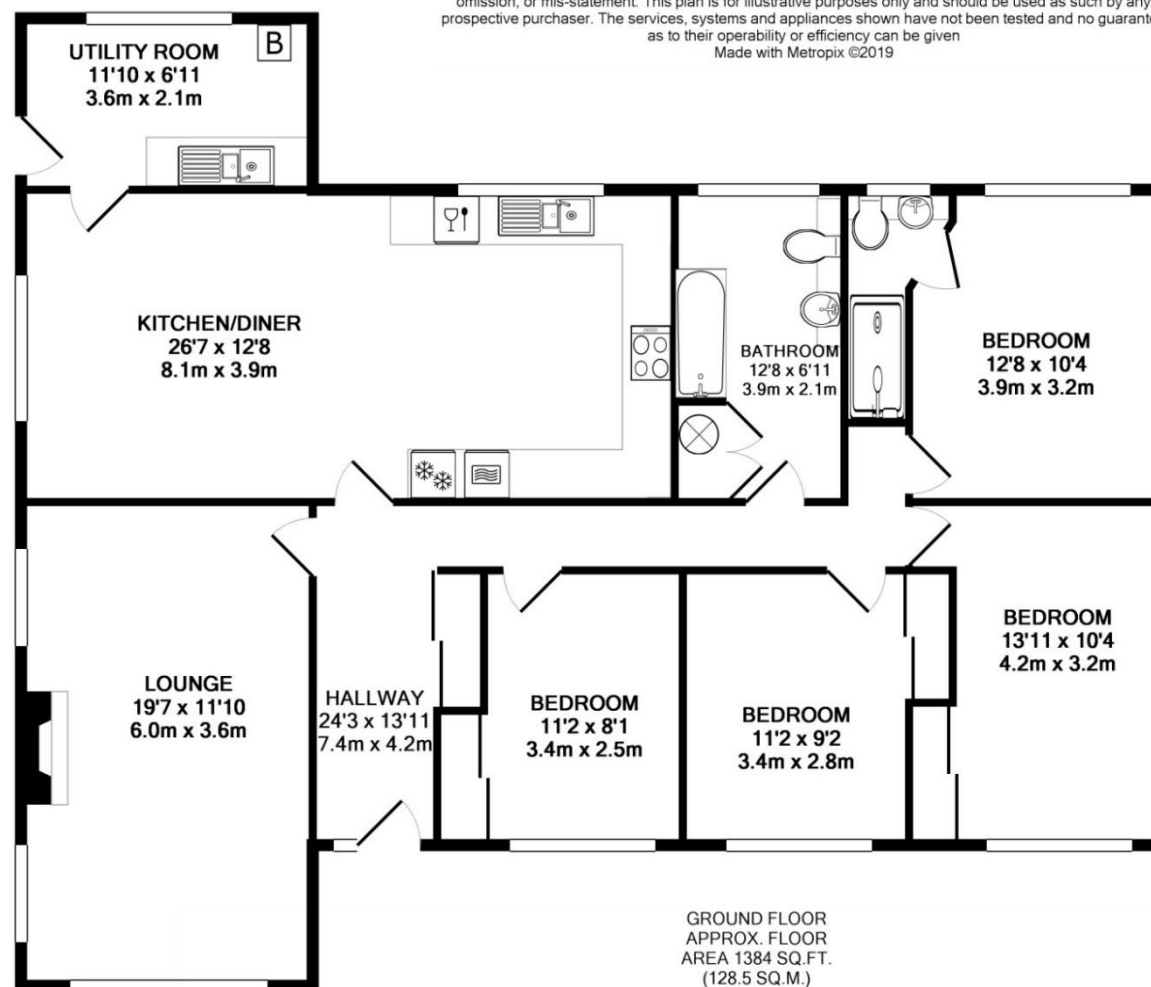 omission, or mis-statement. This plan is for illustrative purposes only and should be used as such by any
prospective purchaser. The services, systems and appliances shown have not been tested and no guarante
as to their operability or efficiency can be given
Made with Metropix ©2019
UTILITY ROOM
11'10 x 6'11
3.6m x 2.1m
B
KITCHEN/DINER
26'7 x 12'8
8.1m x 3.9m
BATHROOM
12'8 x 6'11
3.9m x 2.1m
BEDROOM
12'8 x 10'4
3.9m x 3.2m
LOUNGE
19'7 x 11'10
6.0m x 3.6m
HALLWAY
24'3 x 13'11
7.4m x 4.2m
BEDROOM
11'2 x 8'1
3.4m x 2.5m
BEDROOM
11'2 x 9'2
3.4m x 2.8m
BEDROOM
13'11 x 10'4
4.2m x 3.2m
GROUND FLOOR
APPROX. FLOOR
AREA 1384 SQ.FT.
(128.5 SQ.M.)